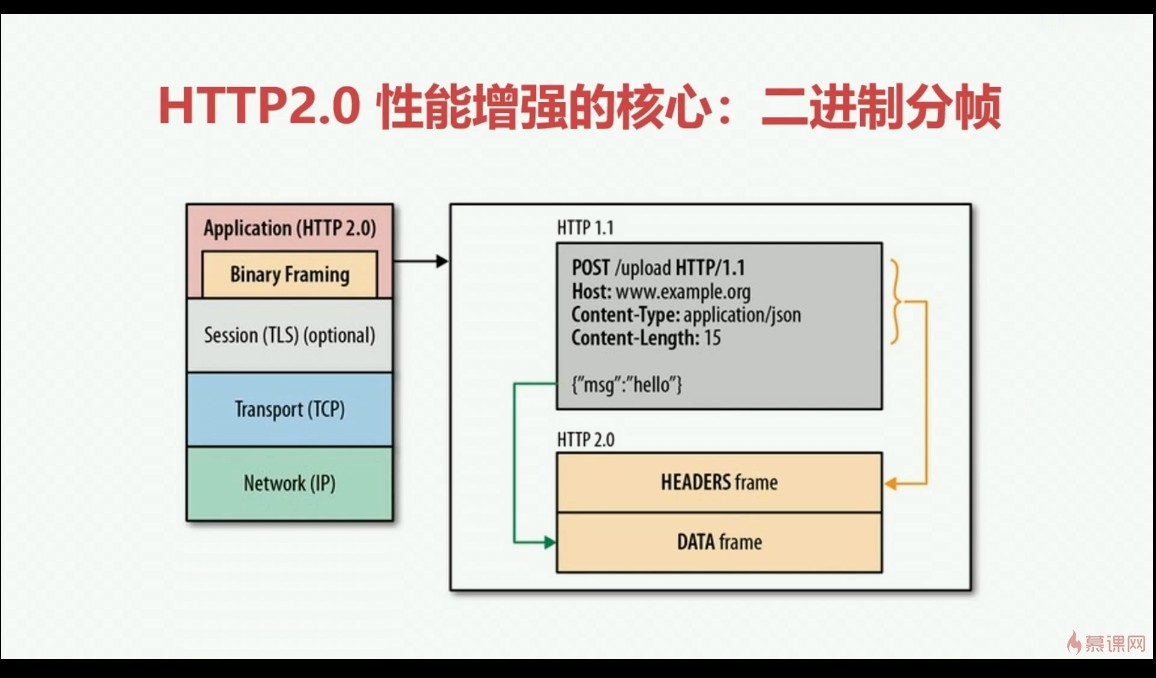 HTTP2.0 性能增强的核心：二进制分帧
Application (HTTP 2.0)
Binary Framing
Session (TLS) (optional)
Transport (TCP)
Network (IP)
HTTP 1.1
POST /upload HTTP/1.1
Host: www.example.org
Content-Type: application/json
Content-Length: 15
{"msg":"hello"}
HTTP 2.0
HEADERS frame
DATA frame
慕课网